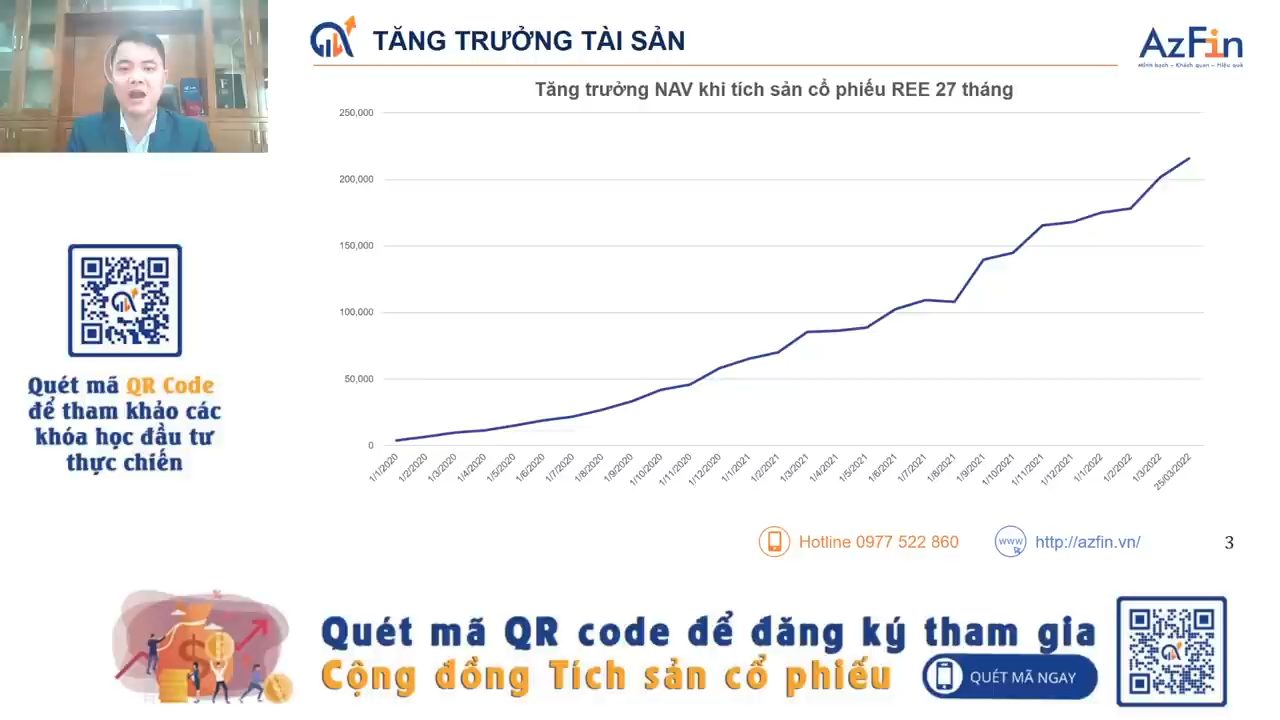 TĂNG TRƯỞNG TÀI SẢN
AzFin
Minh bạch – Khách quan – Hiệu quả
Tăng trưởng NAV khi tích sản cổ phiếu REE 27 tháng
250,000
200,000
150,000
100,000
50,000
0
1/1/2020
1/2/2020
1/3/2020
1/4/2020
1/5/2020
1/6/2020
1/7/2020
1/8/2020
1/9/2020
1/10/2020
1/11/2020
1/12/2020
1/1/2021
1/2/2021
1/3/2021
1/4/2021
1/5/2021
1/6/2021
1/7/2021
1/8/2021
1/9/2021
1/10/2021
1/11/2021
1/12/2021
1/1/2022
1/2/2022
1/3/2022
25/03/2022
Quét mã QR Code
để tham khảo các
khóa học đầu tư
thực chiến
Hotline 0977 522 860
www
http://azfin.vn/
3
Quét mã QR code để đăng ký tham gia
Cộng đồng Tích sản cổ phiếu
QUÉT MÃ NGAY